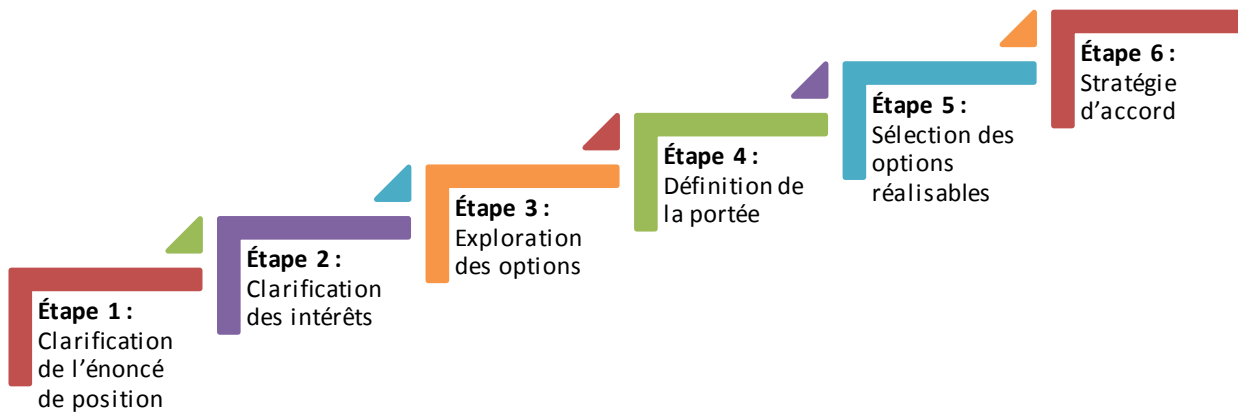 Étape 1 :
Clarification
de l’énoncé
de position
Étape 2 :
Clarification
des intérêts
Étape 3 :
Exploration
des options
Étape 4 :
Définition de
la portée
Étape 5 :
Sélection des
options
réalisables
Étape 6 :
Stratégie
d’accord